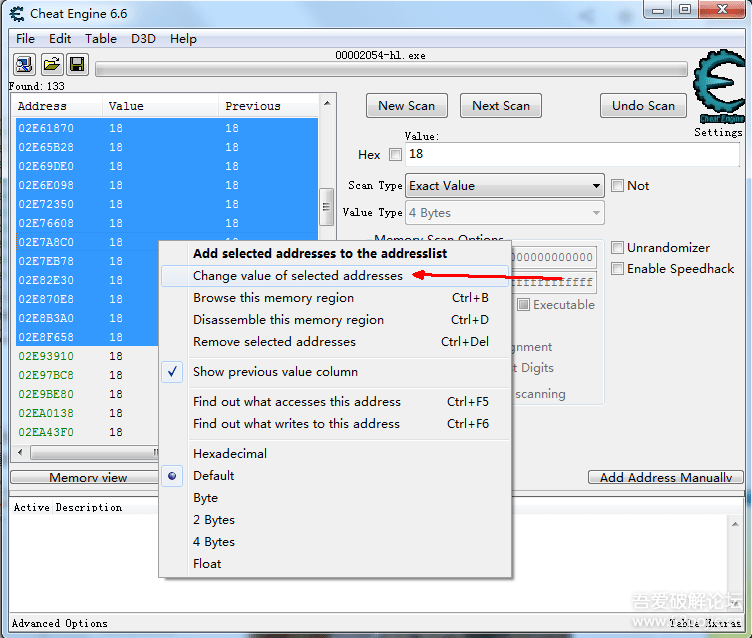 Cheat Engine 6.6
File Edit Table D3D Help
00002054-hl.exe
Found: 133
Address Value Previous
02E61870 18 18
02E65B28 18 18
02E69DE0 18 18
02E6E098 18 18
02E72350 18 18
02E76608 18 18
02E7A8C0 18 18
02E7EB78 18
02E82E30 18
02E870E8 18
02E8B3A0 18
02E8F658 18
02E93910 18
02E97BC8 18
02E9BE80 18
02EA0138 18
02EA43F0 18
New Scan Next Scan Undo Scan
Cheat Engine
Settings
Value:
Hex 18
Scan Type Exact Value Not
Value Type 4 Bytes
Memory Scan Options
000000000000
ffffffffffff
Unrandomizer
Enable Speedhack
Executable
gnment
t Digits
scanning
Add selected addresses to the addresslist
Change value of selected addresses
Browse this memory region Ctrl+B
Disassemble this memory region Ctrl+D
Remove selected addresses Ctrl+Del
Show previous value column
Find out what accesses this address Ctrl+F5
Find out what writes to this address Ctrl+F6
Hexadecimal
Default
Byte
2 Bytes
4 Bytes
Float
Memory view
Add Address Manually
Active Description
吾爱破解论坛
Advanced Options
Table Extras